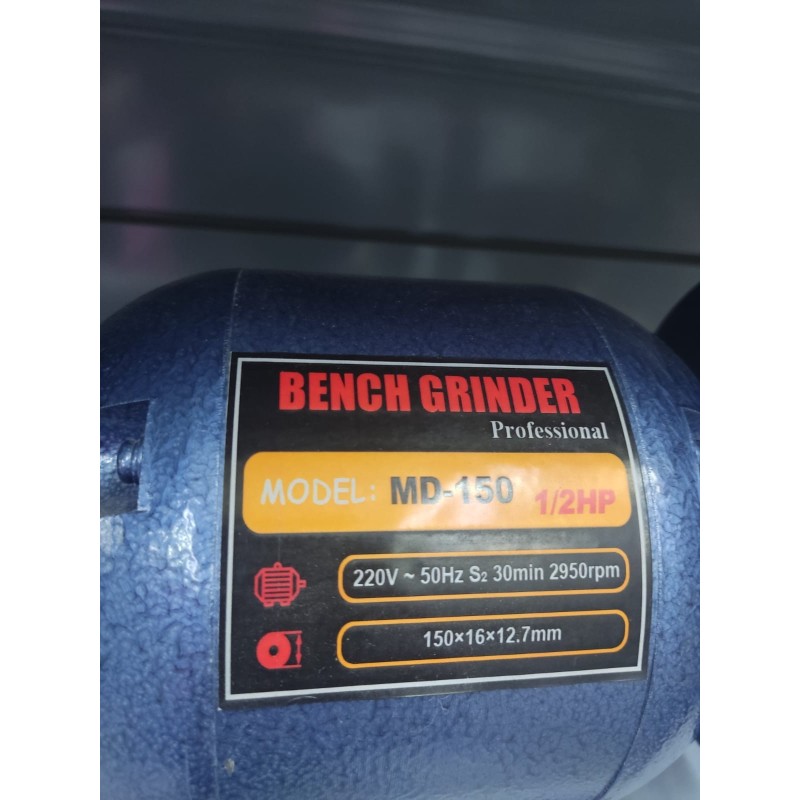 BENCH GRINDER
Professional
MODEL: MD-150 1/2HP
220V ~ 50Hz S₂ 30min 2950rpm
150×16×12.7mm